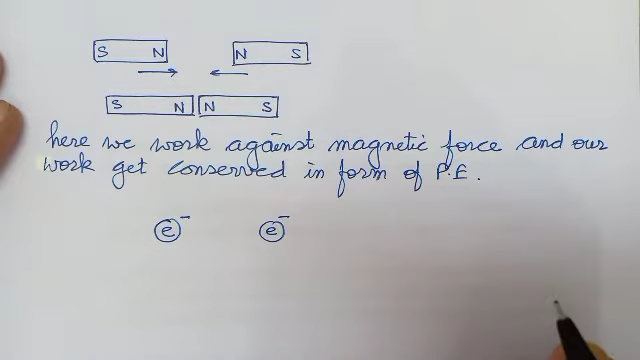 S N N S
S N N S
here we work against magnetic force and our
work get conserved in form of P.E.
e⁻ e⁻